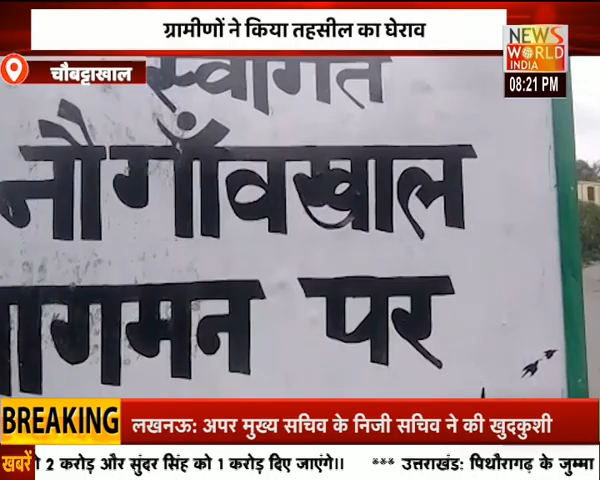 ग्रामीणों ने किया तहसील का घेराव
NEWS
WORLD
INDIA
08:21 PM
चौबट्टाखाल
स्वागत
नौगाँवखाल
गमन पर
BREAKING
लखनऊ: अपर मुख्य सचिव के निजी सचिव ने की खुदकुशी
खबरें
2 करोड़ और सुंदर सिंह को 1 करोड़ दिए जाएंगे।। *** उत्तराखंड: पिथौरागढ़ के जुम्मा